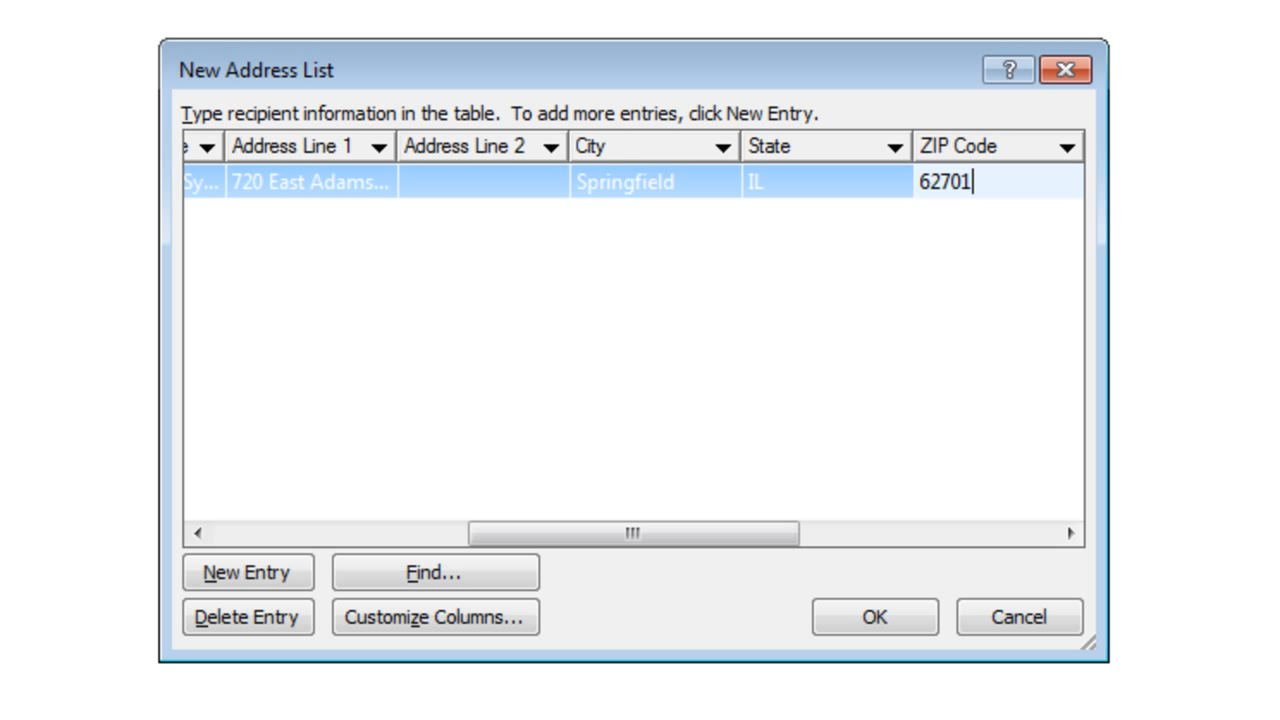 New Address List
Type recipient information in the table. To add more entries, click New Entry.
e Address Line 1 Address Line 2 City State ZIP Code
Sy... 720 East Adams... Springfield IL 62701
New Entry Find...
Delete Entry Customize Columns... OK Cancel